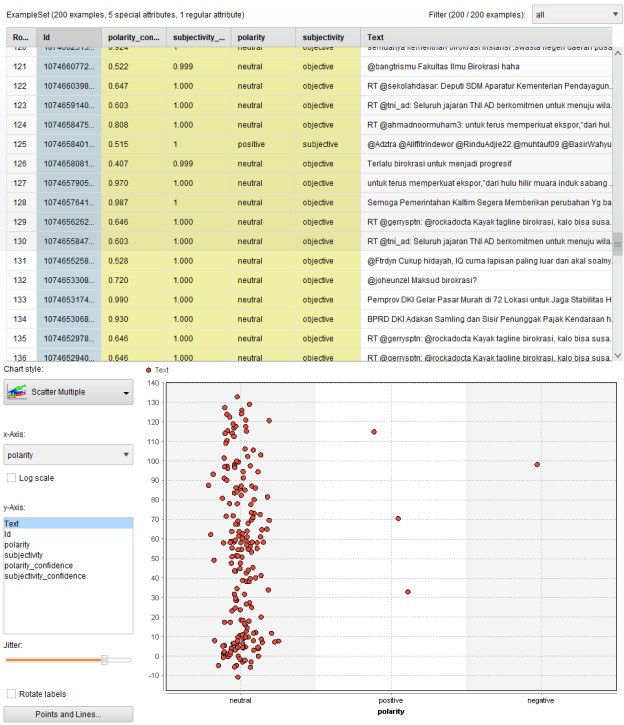 ExampleSet (200 examples, 5 special attributes, 1 regular attribute) Filter (200 / 200 examples): all
Ro... Id polarity_con... subjectivity_... polarity subjectivity Text
120 1074662513... 0.924 1 neutral objective semuanya kementrian birokrasi instansi ,swasta negeri daerah pusa
121 1074660772... 0.522 0.999 neutral objective @bangtrismu Fakultas Ilmu Birokrasi haha
122 1074660398... 0.647 1.000 neutral objective RT @sekolahdasar: Deputi SDM Aparatur Kementerian Pendayagun...
123 1074659140... 0.603 1.000 neutral objective RT @tni_ad: Seluruh jajaran TNI AD berkomitmen untuk menuju wila...
124 1074658475... 0.808 1.000 neutral objective RT @ahmadnoormuham3: untuk terus memperkuat ekspor,"dari hul...
125 1074658401... 0.515 1 positive subjective @Adztra @Aliffitrindewor @RinduAdjie22 @muhtauf09 @BasirWahyu
126 1074658081... 0.407 0.999 neutral objective Terlalu birokrasi untuk menjadi progresif
127 1074657905... 0.970 1.000 neutral objective untuk terus memperkuat ekspor,"dari hulu hilir muara induk sabang ...
128 1074657641... 0.987 1 neutral objective Semoga Pemerintahan Kaltim Segera Memberikan perubahan Yg ba...
129 1074656262... 0.646 1.000 neutral objective RT @gerrysptn: @rockadocta Kayak tagline birokrasi, kalo bisa susa...
130 1074655847... 0.603 1.000 neutral objective RT @tni_ad: Seluruh jajaran TNI AD berkomitmen untuk menuju wila...
131 1074655258... 0.528 1.000 neutral objective @Ftrdyn Cukup hidayah, IQ cuma lapisan paling luar dari akal soalny...
132 1074653308... 0.720 1.000 neutral objective @joheunzel Maksud birokrasi?
133 1074653174... 0.990 1.000 neutral objective Pemprov DKI Gelar Pasar Murah di 72 Lokasi untuk Jaga Stabilitas H
134 1074653068... 0.930 1.000 neutral objective BPRD DKI Adakan Samling dan Sisir Penunggak Pajak Kendaraan h...
135 1074652978... 0.646 1.000 neutral objective RT @gerrysptn: @rockadocta Kayak tagline birokrasi, kalo bisa susa...
136 1074652940... 0.646 1.000 neutral objective RT @gerrysptn: @rockadocta Kayak tagline birokrasi, kalo bisa susa...
Chart style:
Scatter Multiple
x-Axis:
polarity
Log scale
y-Axis:
Text
Id
polarity
subjectivity
polarity_confidence
subjectivity_confidence
Jitter:
Rotate labels
Points and Lines...
Text
140
130
120
110
100
90
80
70
60
50
40
30
20
10
0
-10
neutral positive negative
polarity